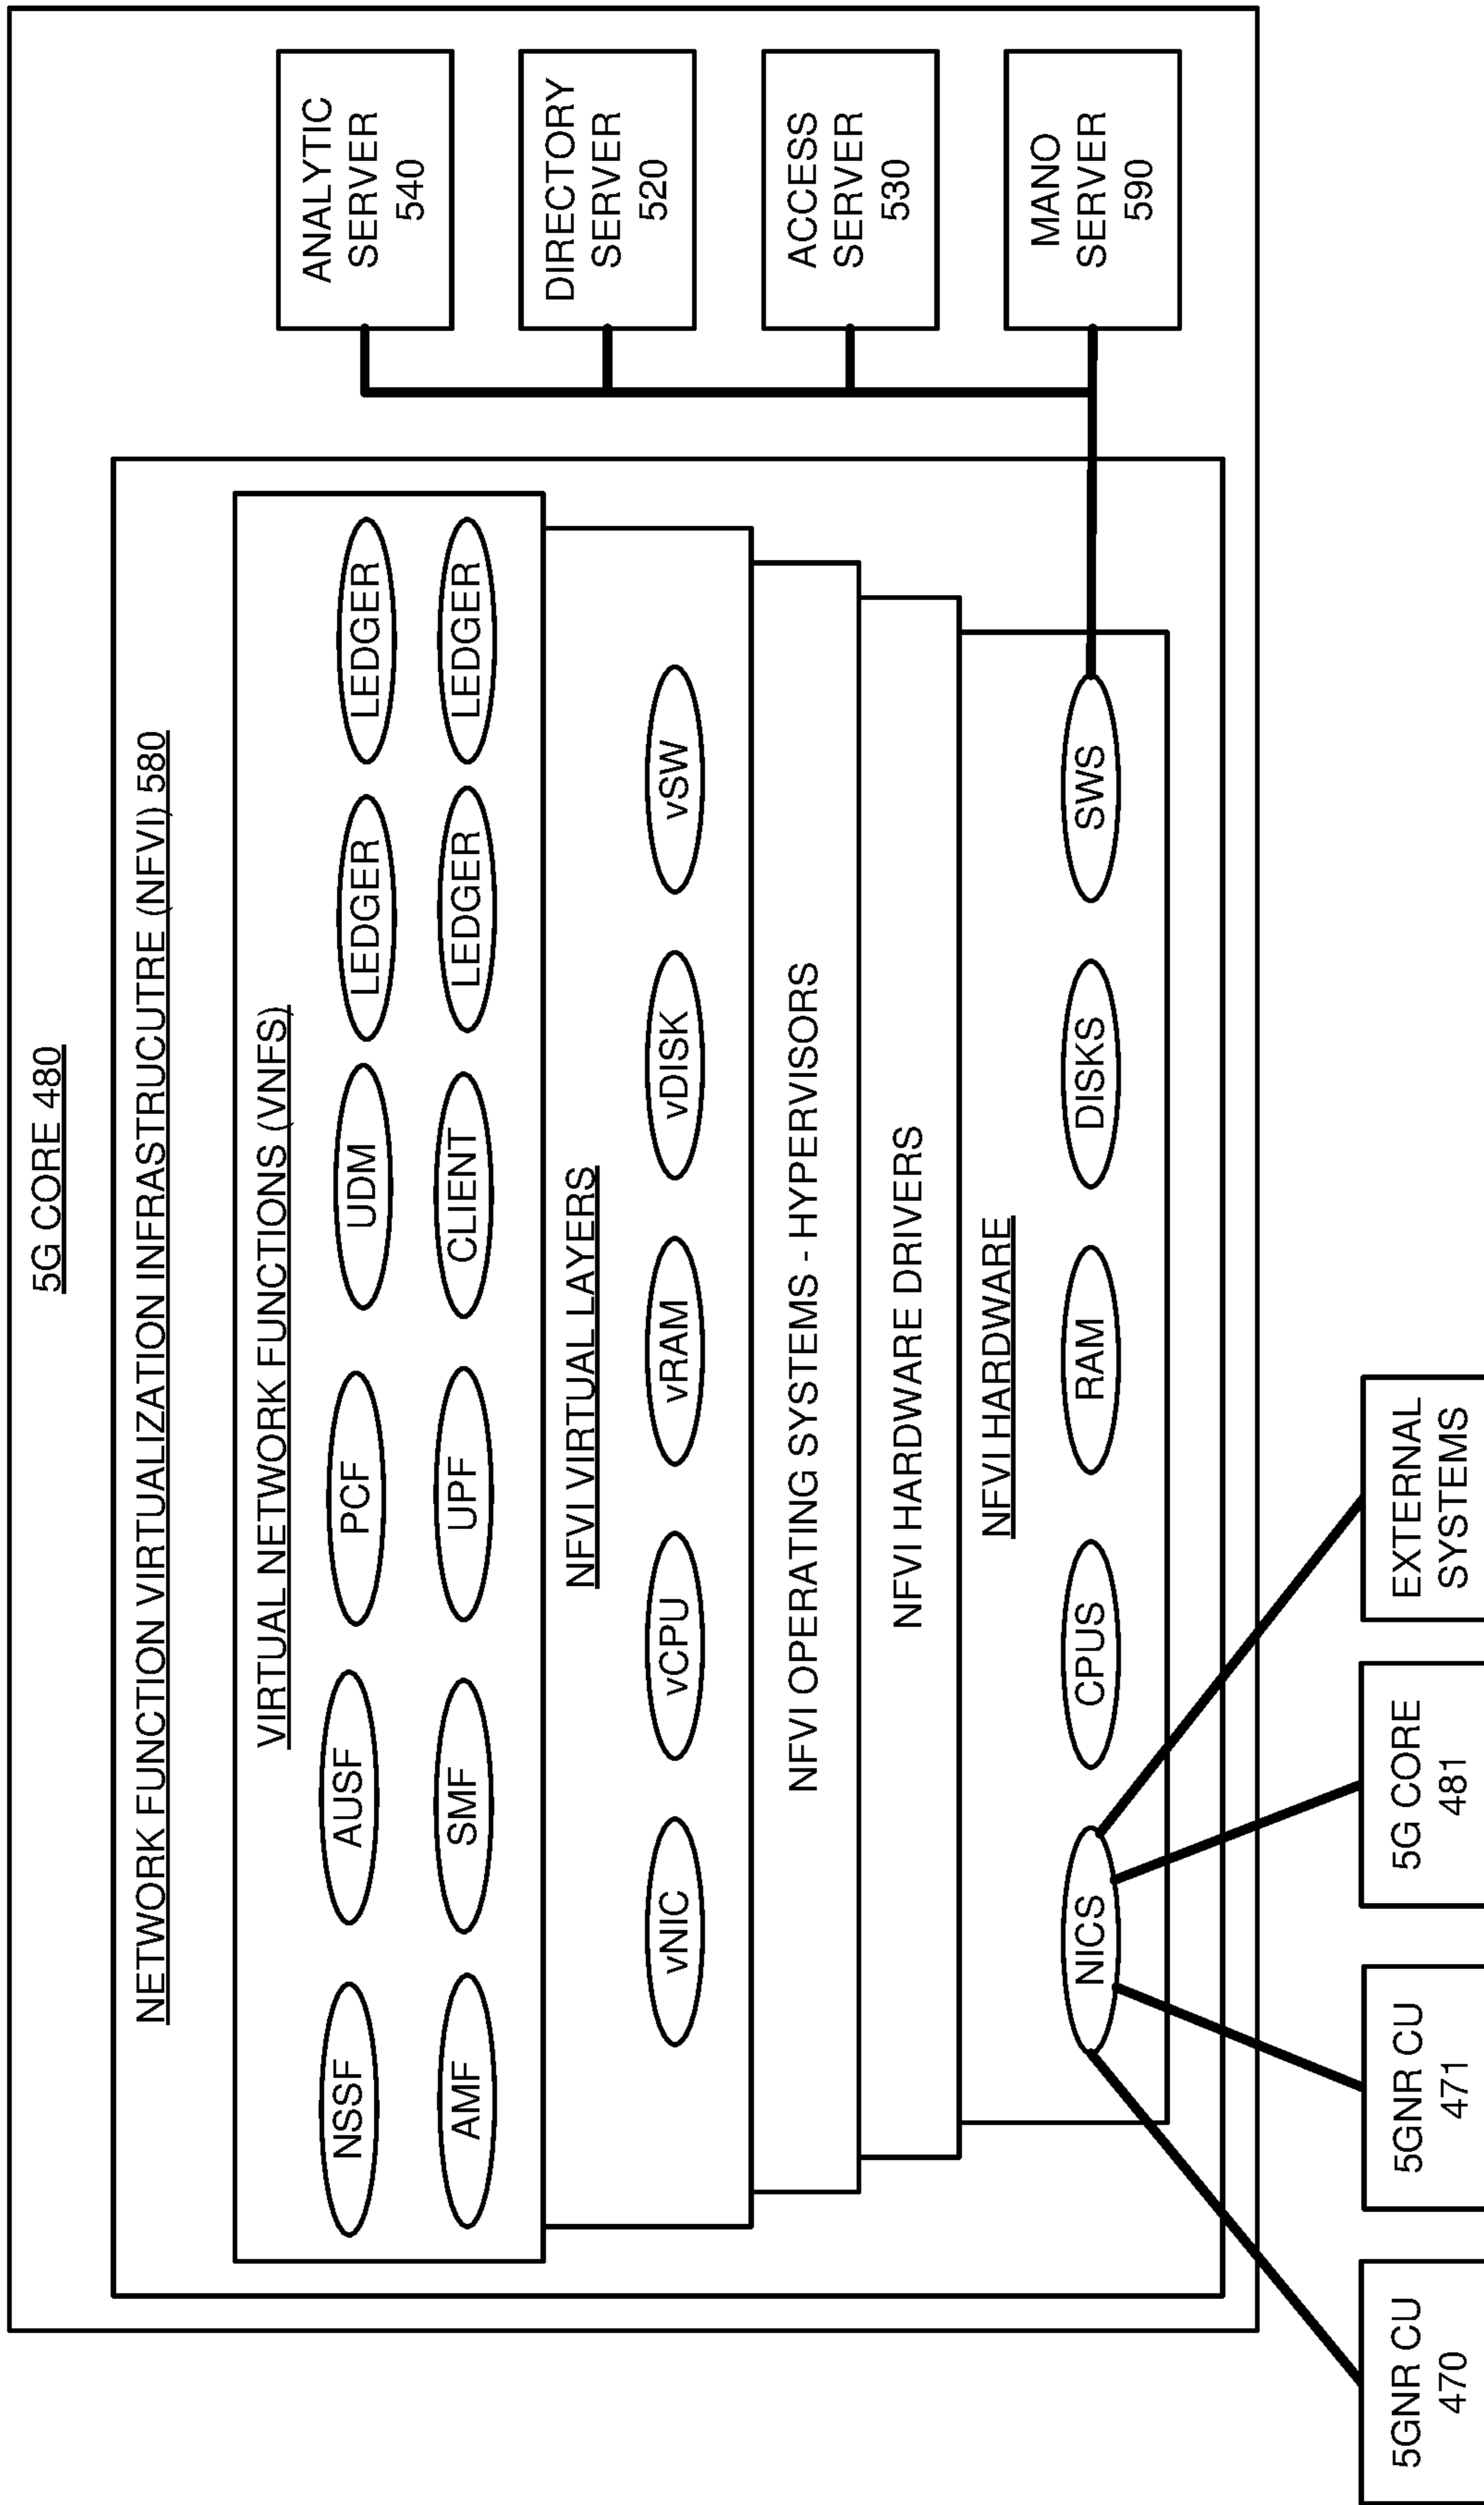 5G CORE 480
NETWORK FUNCTION VIRTUALIZATION INFRASTRUCUTRE (NFVI) 580
VIRTUAL NETWORK FUNCTIONS (VNFS)
NSSF
AUSF
PCF
UDM
LEDGER
LEDGER
AMF
SMF
UPF
CLIENT
LEDGER
LEDGER
NFVI VIRTUAL LAYERS
vNIC
vCPU
vRAM
vDISK
vSW
NFVI OPERATING SYSTEMS - HYPERVISORS
NFVI HARDWARE DRIVERS
NFVI HARDWARE
NICS
CPUS
RAM
DISKS
SWS
ANALYTIC
SERVER
540
DIRECTORY
SERVER
520
ACCESS
SERVER
530
MANO
SERVER
590
5GNR CU
470
5GNR CU
471
5G CORE
481
EXTERNAL
SYSTEMS